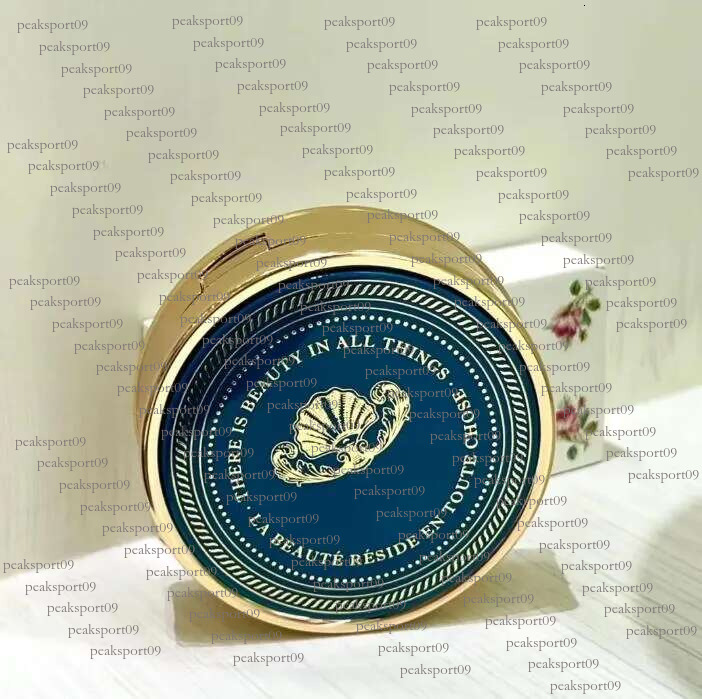 THERE IS BEAUTY IN ALL THINGS
LA BEAUTÉ RÉSIDE EN TOUTE CHOSE
peaksport09